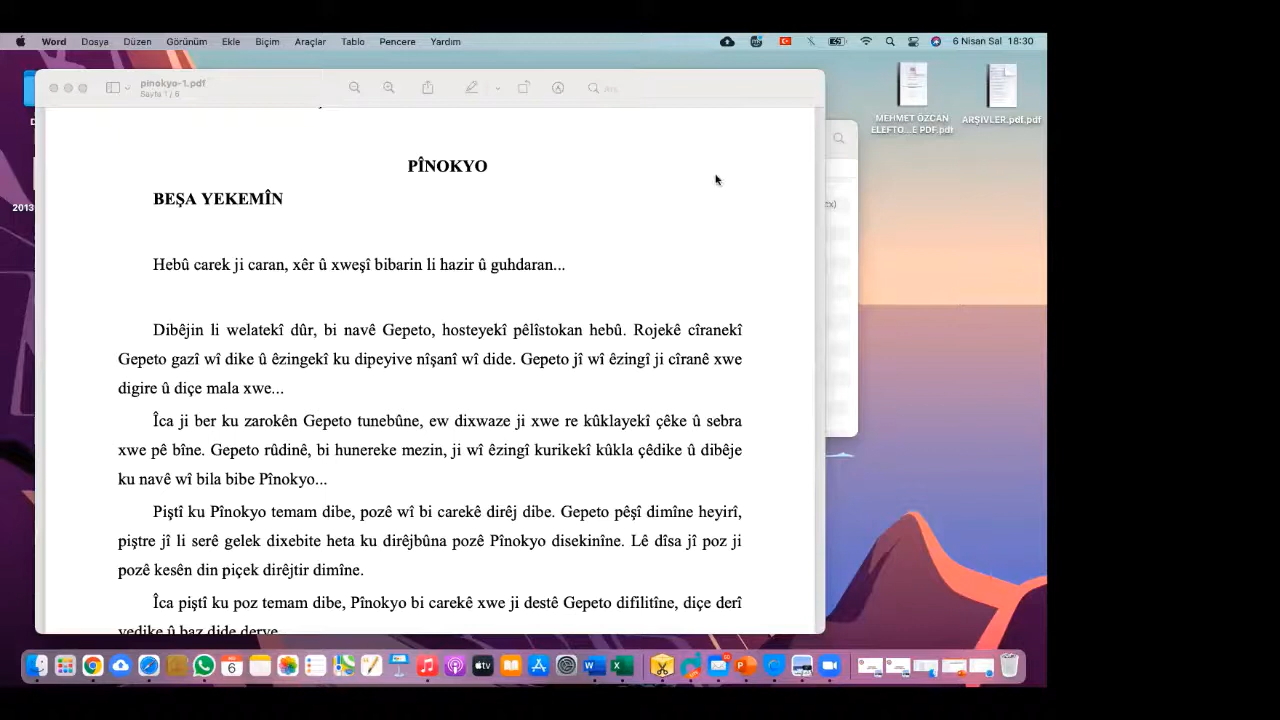 Word Dosya Düzen Görünüm Ekle Biçim Araçlar Tablo Pencere Yardım 6 Nisan Sal 18:30
pinokyo-1.pdf
Sayfa 1 / 6
Ara
MEHMET ÖZCAN
ELEFTO...E PDF.pdf
ARŞIVLER.pdf.pdf
2013
PÎNOKYO
BEŞA YEKEMÎN
Hebû carek ji caran, xêr û xweşî bibarin li hazir û guhdaran...
Dibêjin li welatekî dûr, bi navê Gepeto, hosteyekî pêlîstokan hebû. Rojekê cîranekî
Gepeto gazî wî dike û êzingekî ku dipeyive nîşanî wî dide. Gepeto jî wî êzingî ji cîranê xwe
digire û diçe mala xwe...
Îca ji ber ku zarokên Gepeto tunebûne, ew dixwaze ji xwe re kûklayekî çêke û sebra
xwe pê bîne. Gepeto rûdinê, bi hunereke mezin, ji wî êzingî kurikekî kûkla çêdike û dibêje
ku navê wî bila bibe Pînokyo...
Piştî ku Pînokyo temam dibe, pozê wî bi carekê dirêj dibe. Gepeto pêşî dimîne heyirî,
piştre jî li serê gelek dixebite heta ku dirêjbûna pozê Pînokyo disekinîne. Lê dîsa jî poz ji
pozê kesên din piçek dirêjtir dimîne.
Îca piştî ku poz temam dibe, Pînokyo bi carekê xwe ji destê Gepeto difilitîne, diçe derî
vedike û baz dide derve